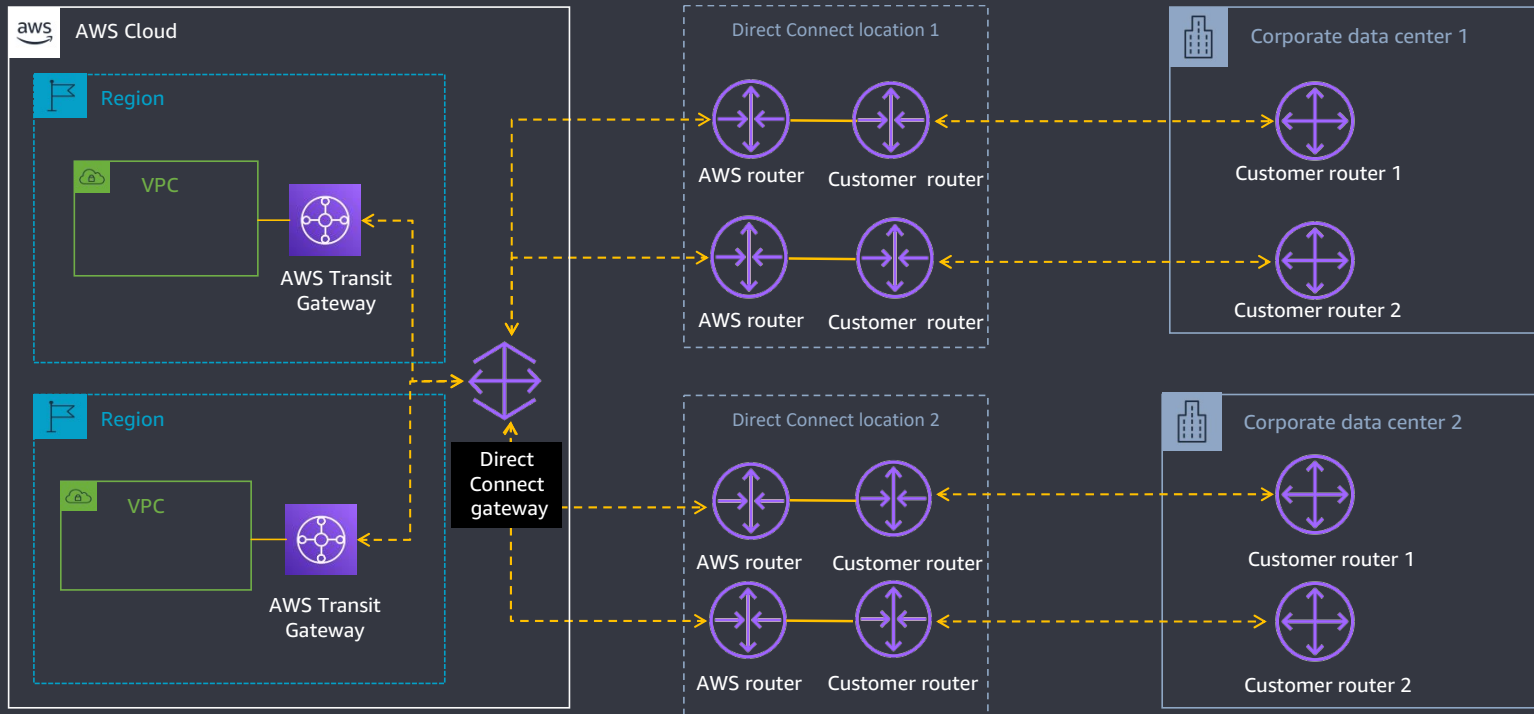 aws
AWS Cloud
Region
VPC
AWS Transit
Gateway
Region
VPC
AWS Transit
Gateway
Direct
Connect
gateway
Direct Connect location 1
AWS router
Customer router
AWS router
Customer router
Direct Connect location 2
AWS router
Customer router
AWS router
Customer router
Corporate data center 1
Customer router 1
Customer router 2
Corporate data center 2
Customer router 1
Customer router 2